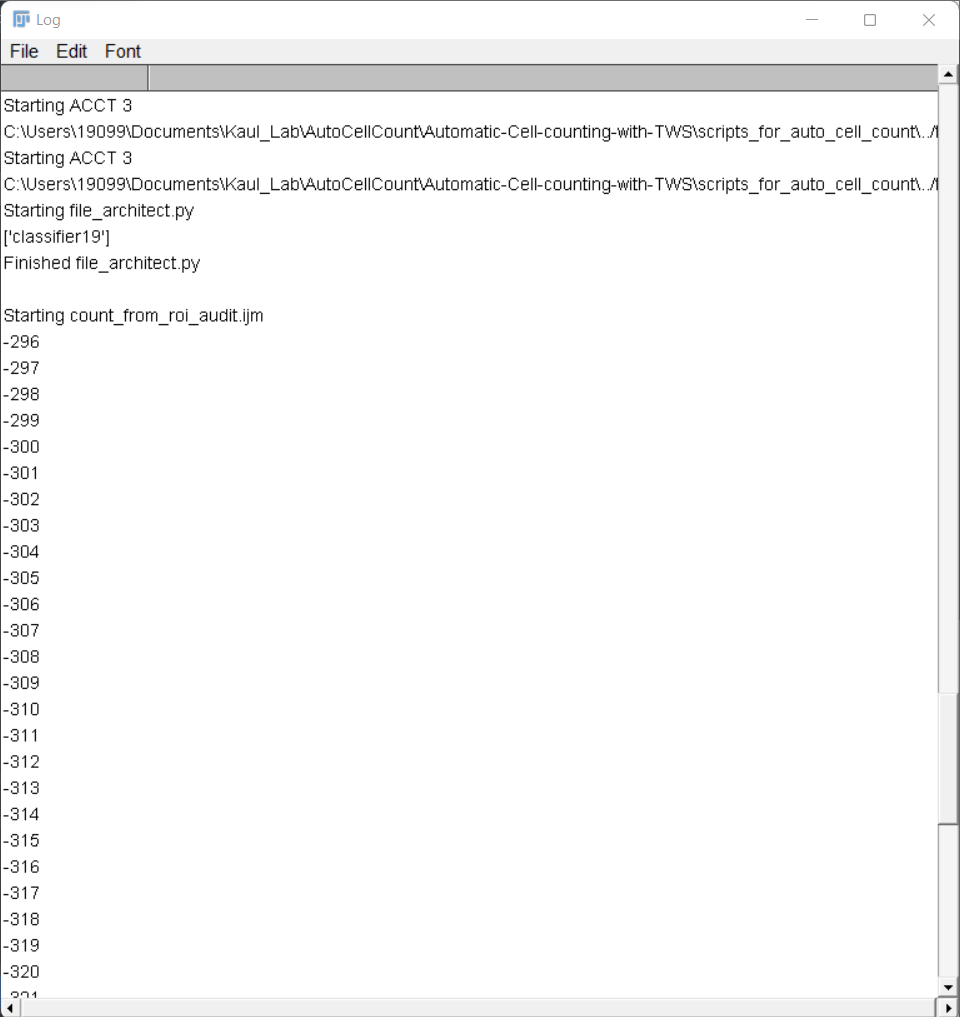 Log
File Edit Font
Starting ACCT 3
C:\Users\19099\Documents\Kaul_Lab\AutoCellCount\Automatic-Cell-counting-with-TWS\scripts_for_auto_cell_count\../
Starting ACCT 3
C:\Users\19099\Documents\Kaul_Lab\AutoCellCount\Automatic-Cell-counting-with-TWS\scripts_for_auto_cell_count\../
Starting file_architect.py
['classifier19']
Finished file_architect.py
Starting count_from_roi_audit.ijm
-296
-297
-298
-299
-300
-301
-302
-303
-304
-305
-306
-307
-308
-309
-310
-311
-312
-313
-314
-315
-316
-317
-318
-319
-320